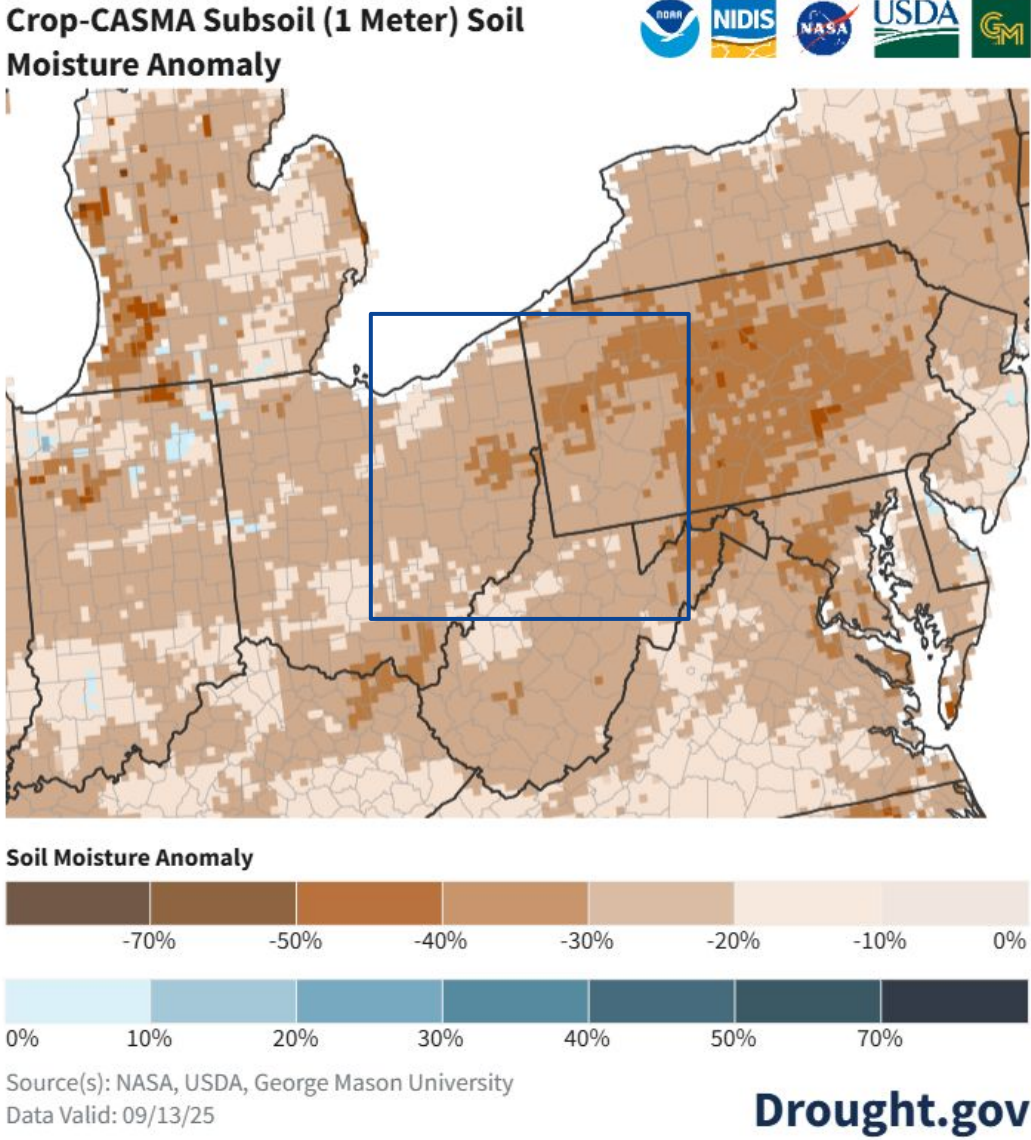 Crop-CASMA Subsoil (1 Meter) Soil
Moisture Anomaly
NOAA
NIDIS
NASA
USDA
GM
Soil Moisture Anomaly
-70% -50% -40% -30% -20% -10% 0%
0% 10% 20% 30% 40% 50% 70%
Source(s): NASA, USDA, George Mason University
Data Valid: 09/13/25
Drought.gov